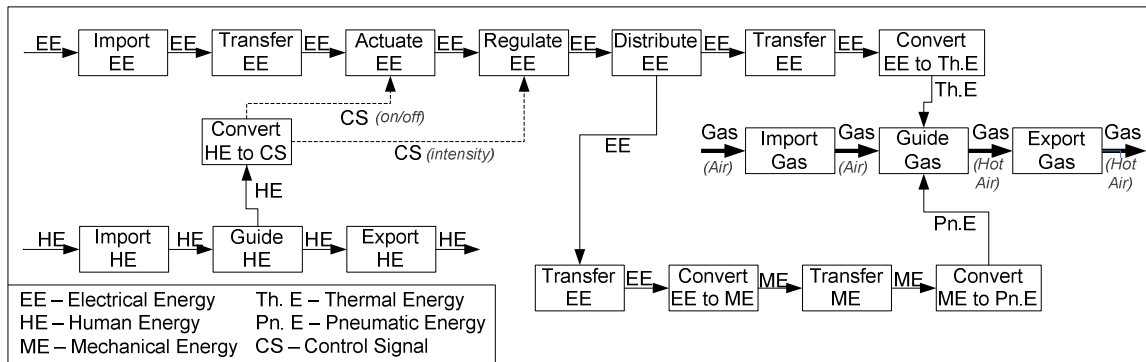 EE
Import
EE
EE
Transfer
EE
EE
Actuate
EE
EE
Regulate
EE
EE
Distribute
EE
EE
Transfer
EE
EE
Convert
EE to Th.E
Th.E
CS (on/off)
CS (intensity)
Convert
HE to CS
HE
EE
Gas
(Air)
Import
Gas
Gas
(Air)
Guide
Gas
Gas
(Hot
Air)
Export
Gas
Gas
(Hot
Air)
HE
Import
HE
HE
Guide
HE
HE
Export
HE
HE
Pn.E
Transfer
EE
EE
Convert
EE to ME
ME
Transfer
ME
ME
Convert
ME to Pn.E
EE – Electrical Energy
HE – Human Energy
ME – Mechanical Energy
Th. E – Thermal Energy
Pn. E – Pneumatic Energy
CS – Control Signal